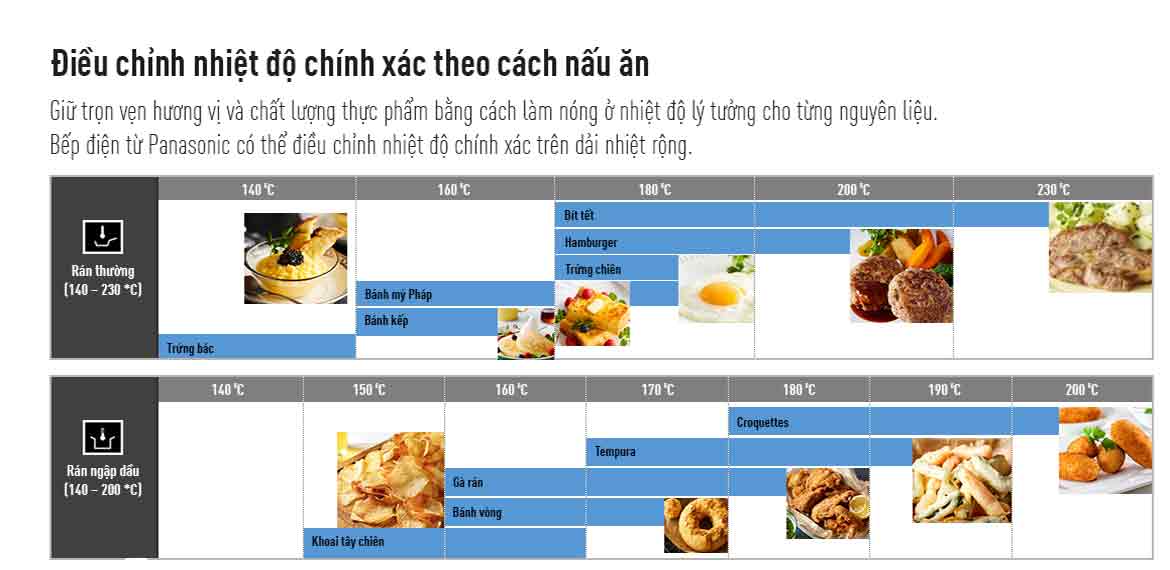 Điều chỉnh nhiệt độ chính xác theo cách nấu ăn
Giữ trọn vẹn hương vị và chất lượng thực phẩm bằng cách làm nóng ở nhiệt độ lý tưởng cho từng nguyên liệu.
Bếp điện từ Panasonic có thể điều chỉnh nhiệt độ chính xác trên dải nhiệt rộng.
140 °C 160 °C 180 °C 200 °C 230 °C
Rán thường
(140 – 230 °C)
Bít tết
Hamburger
Trứng chiên
Bánh mỳ Pháp
Bánh kếp
Trứng bác
140 °C 150 °C 160 °C 170 °C 180 °C 190 °C 200 °C
Rán ngập dầu
(140 – 200 °C)
Croquettes
Tempura
Gà rán
Bánh vòng
Khoai tây chiên